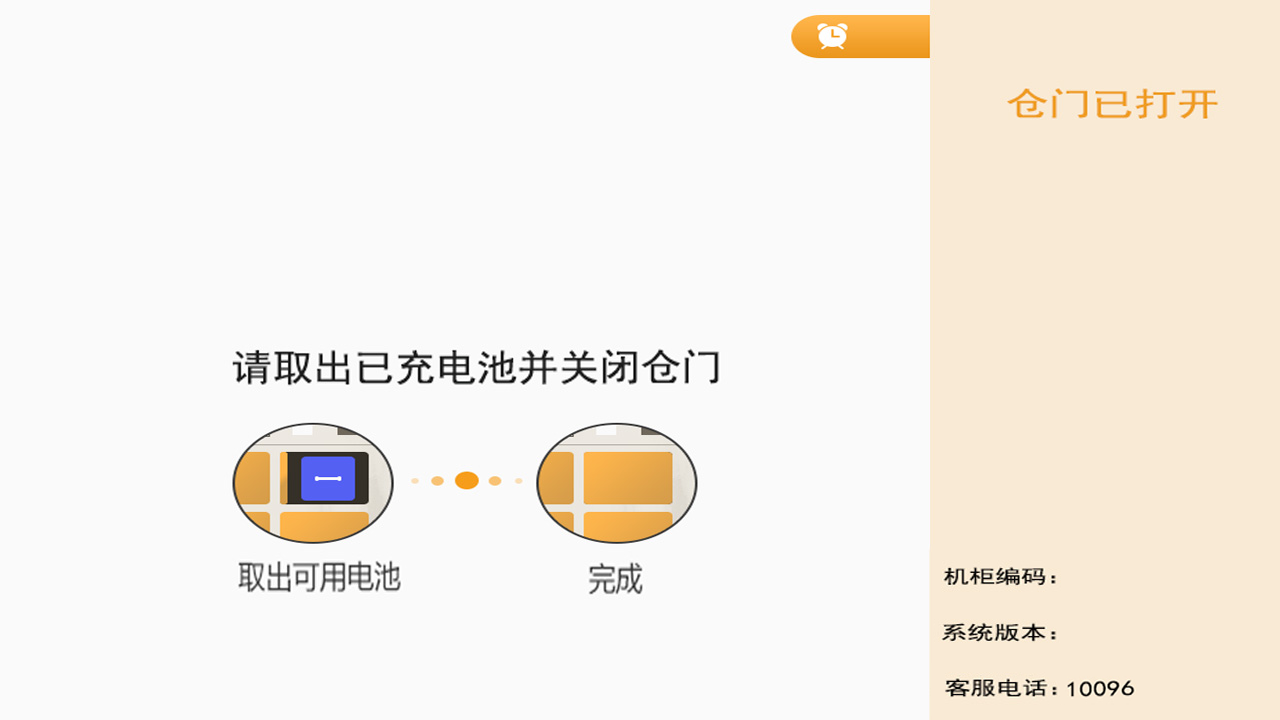 仓门已打开
请取出已充电池并关闭仓门
取出可用电池
完成
机柜编码：
系统版本：
客服电话：10096